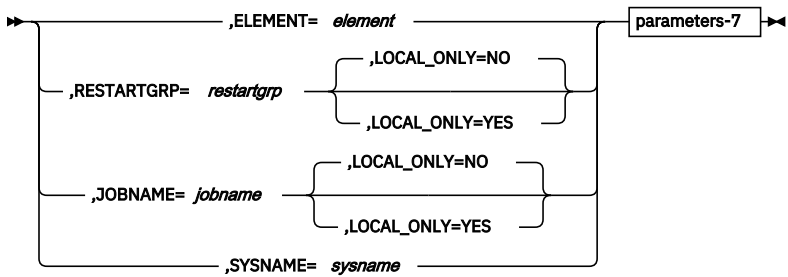 ,ELEMENT= element
parameters-7
,LOCAL_ONLY=NO
,RESTARTGRP= restartgrp
,LOCAL_ONLY=YES
,LOCAL_ONLY=NO
,JOBNAME= jobname
,LOCAL_ONLY=YES
,SYSNAME= sysname